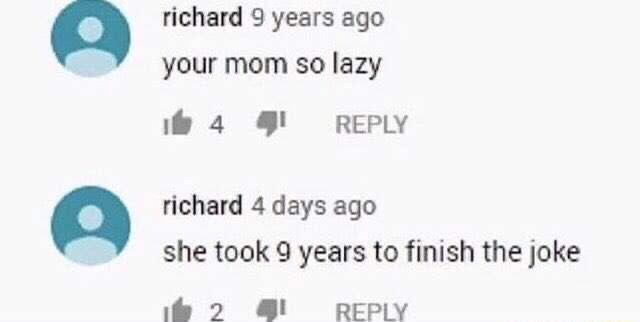 richard 9 years ago
your mom so lazy
4 REPLY
richard 4 days ago
she took 9 years to finish the joke
2 REPLY